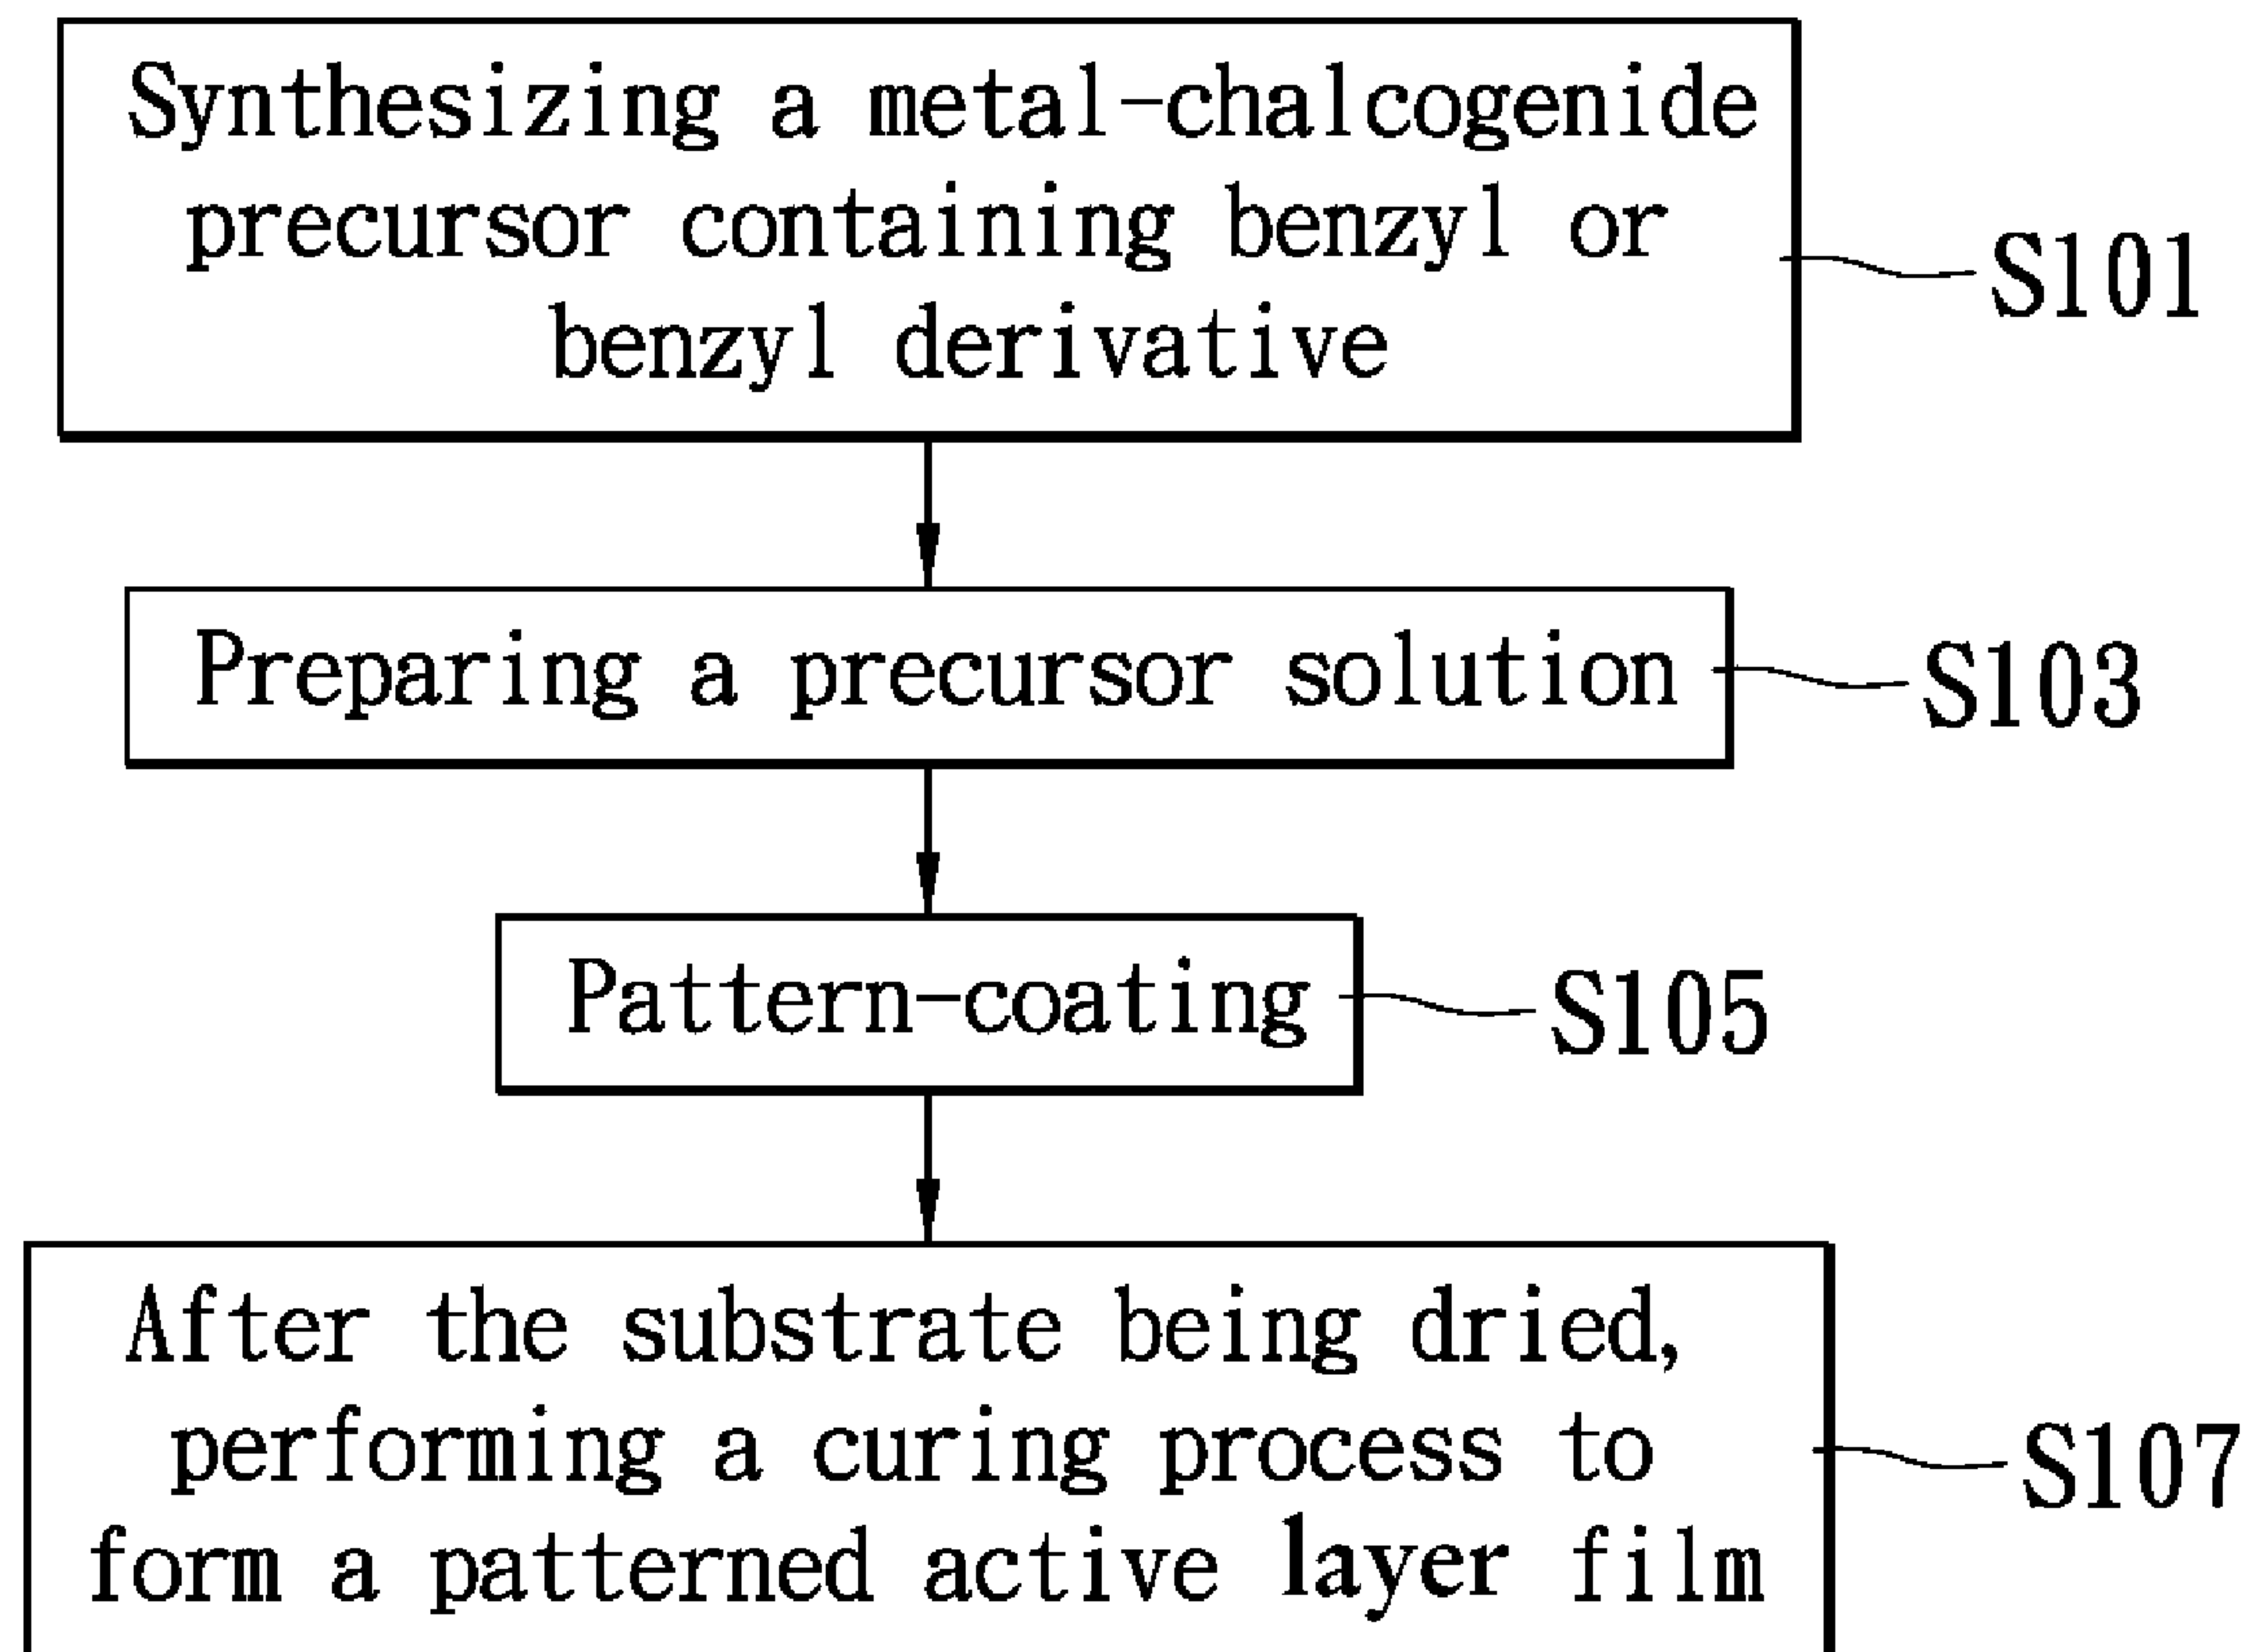 Synthesizing a metal-chalcogenide
precursor containing benzyl or
benzyl derivative
S101
Preparing a precursor solution
S103
Pattern-coating
S105
After the substrate being dried,
performing a curing process to
form a patterned active layer film
S107